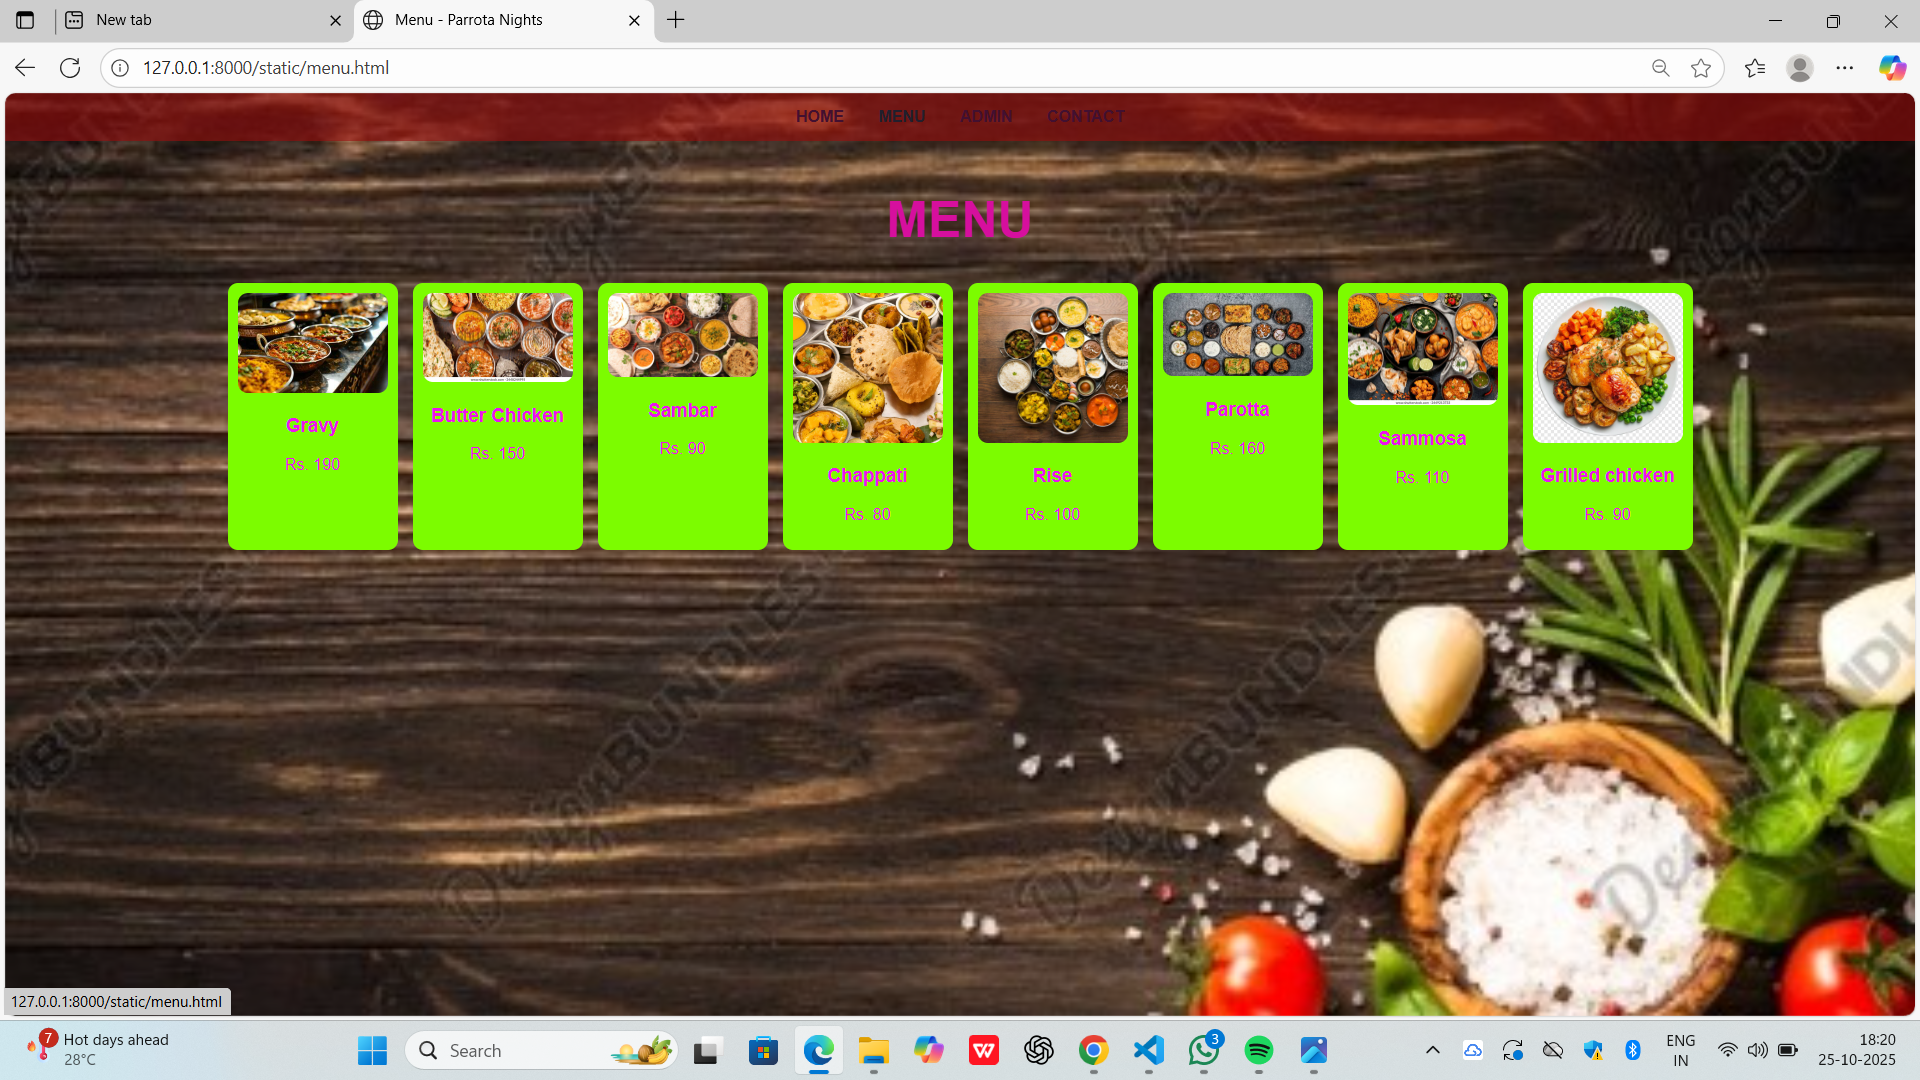 New tab
Menu - Parrota Nights
127.0.0.1:8000/static/menu.html
HOME MENU ADMIN CONTACT
MENU
Gravy
Rs. 190
Butter Chicken
Rs. 150
Sambar
Rs. 90
Chappati
Rs. 80
Rise
Rs. 100
Parotta
Rs. 160
Sammosa
Rs. 110
Grilled chicken
Rs. 90
DesignBUNDLES
DesignBUNDLES
127.0.0.1:8000/static/menu.html
7
Hot days ahead
28°C
Search
3
ENG
IN
18:20
25-10-2025